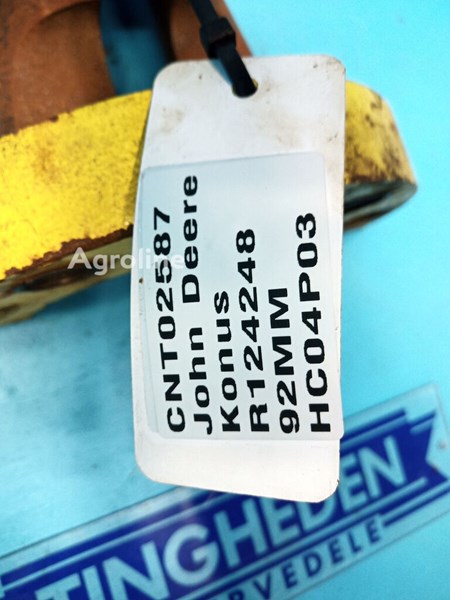 CNT02587
John Deere
Konus
R124248
92MM
HC04P03
Agroline
TINGHEDEN